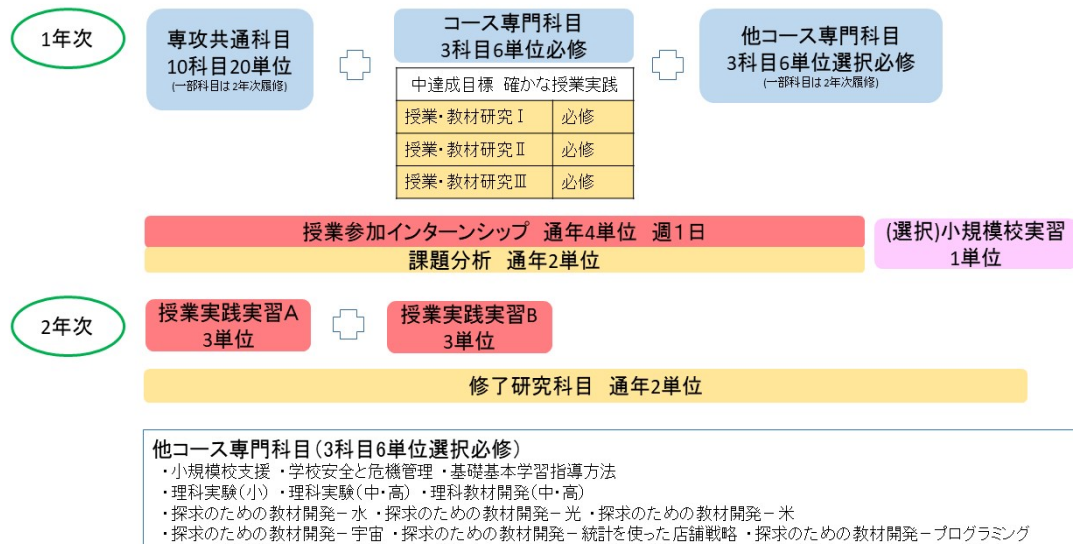 1年次
専攻共通科目
10科目20単位
(一部科目は2年次履修)
コース専門科目
3科目6単位必修
中達成目標 確かな授業実践
授業・教材研究Ⅰ 必修
授業・教材研究Ⅱ 必修
授業・教材研究Ⅲ 必修
他コース専門科目
3科目6単位選択必修
(一部科目は2年次履修)
授業参加インターンシップ 通年4単位 週1日
課題分析 通年2単位
(選択)小規模校実習
1単位
2年次
授業実践実習A
3単位
授業実践実習B
3単位
修了研究科目 通年2単位
他コース専門科目(3科目6単位選択必修)
・小規模校支援 ・学校安全と危機管理 ・基礎基本学習指導方法
・理科実験(小) ・理科実験(中・高) ・理科教材開発(中・高)
・探求のための教材開発-水 ・探求のための教材開発-光 ・探求のための教材開発-米
・探求のための教材開発-宇宙 ・探求のための教材開発-統計を使った店舗戦略 ・探求のための教材開発-プログラミング